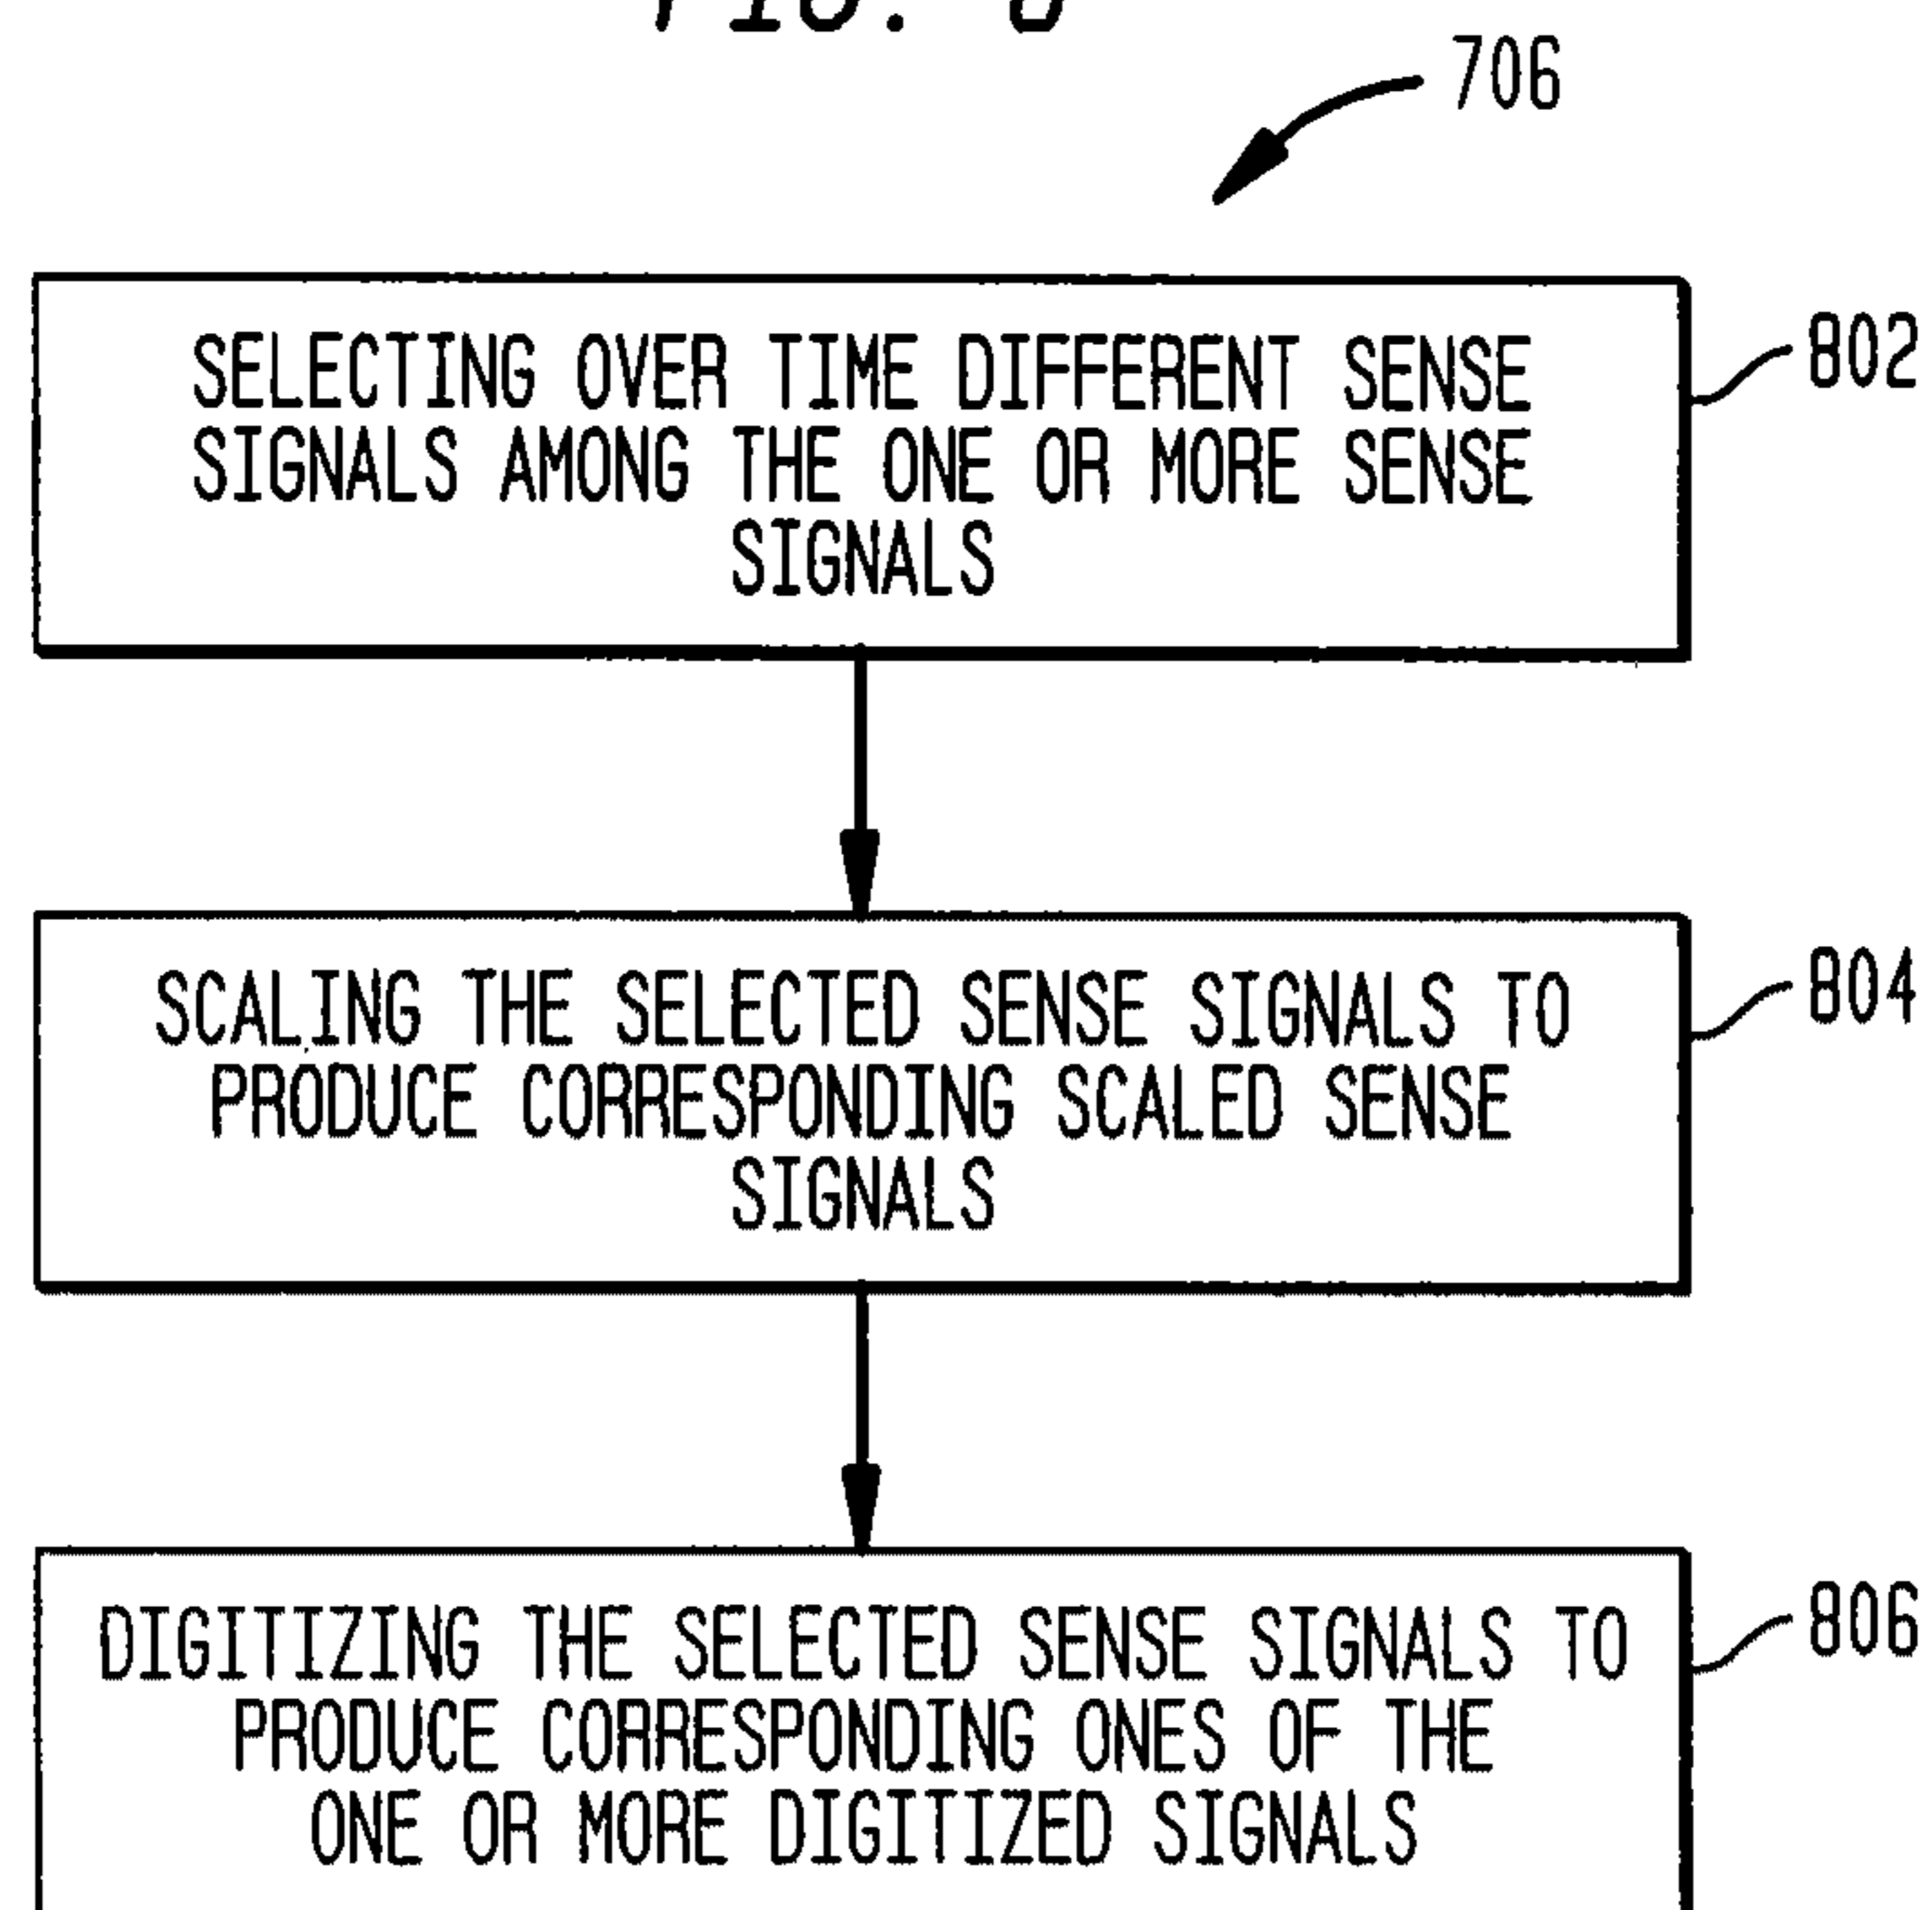 706
SELECTING OVER TIME DIFFERENT SENSE
SIGNALS AMONG THE ONE OR MORE SENSE
SIGNALS
802
SCALING THE SELECTED SENSE SIGNALS TO
PRODUCE CORRESPONDING SCALED SENSE
SIGNALS
804
DIGITIZING THE SELECTED SENSE SIGNALS TO
PRODUCE CORRESPONDING ONES OF THE
ONE OR MORE DIGITIZED SIGNALS
806